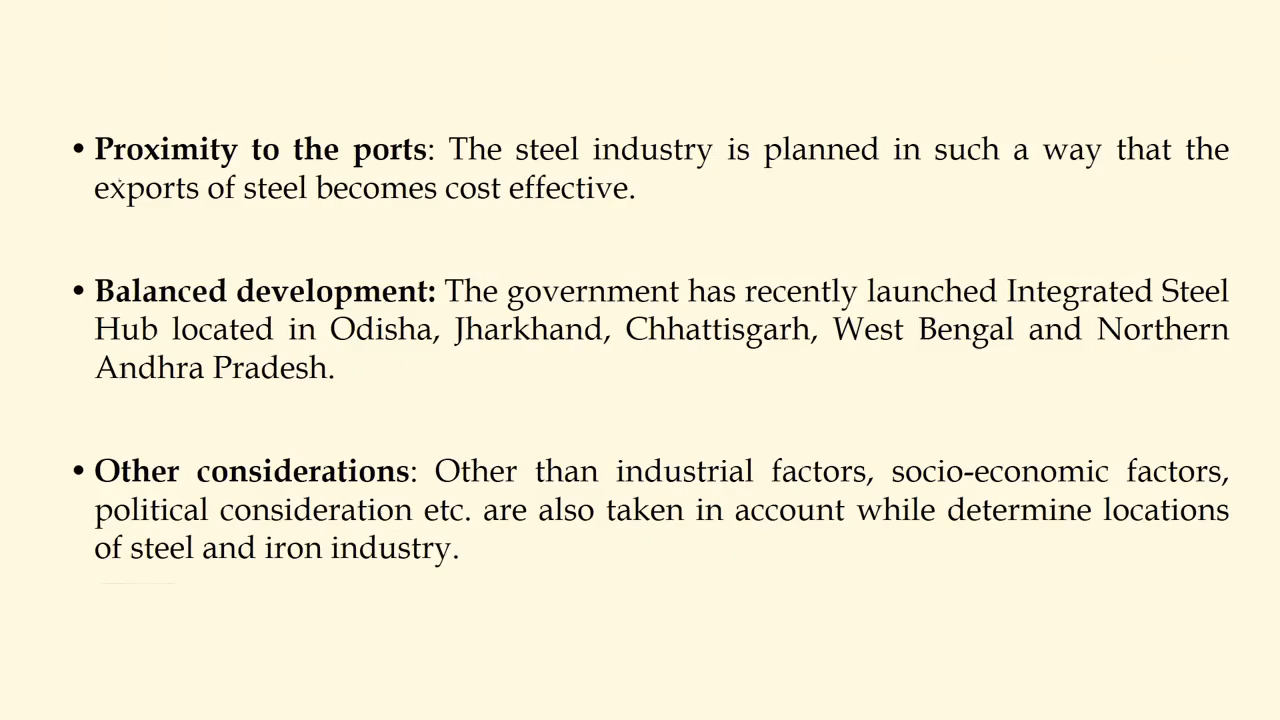 • Proximity to the ports: The steel industry is planned in such a way that the
exports of steel becomes cost effective.
• Balanced development: The government has recently launched Integrated Steel
Hub located in Odisha, Jharkhand, Chhattisgarh, West Bengal and Northern
Andhra Pradesh.
• Other considerations: Other than industrial factors, socio-economic factors,
political consideration etc. are also taken in account while determine locations
of steel and iron industry.